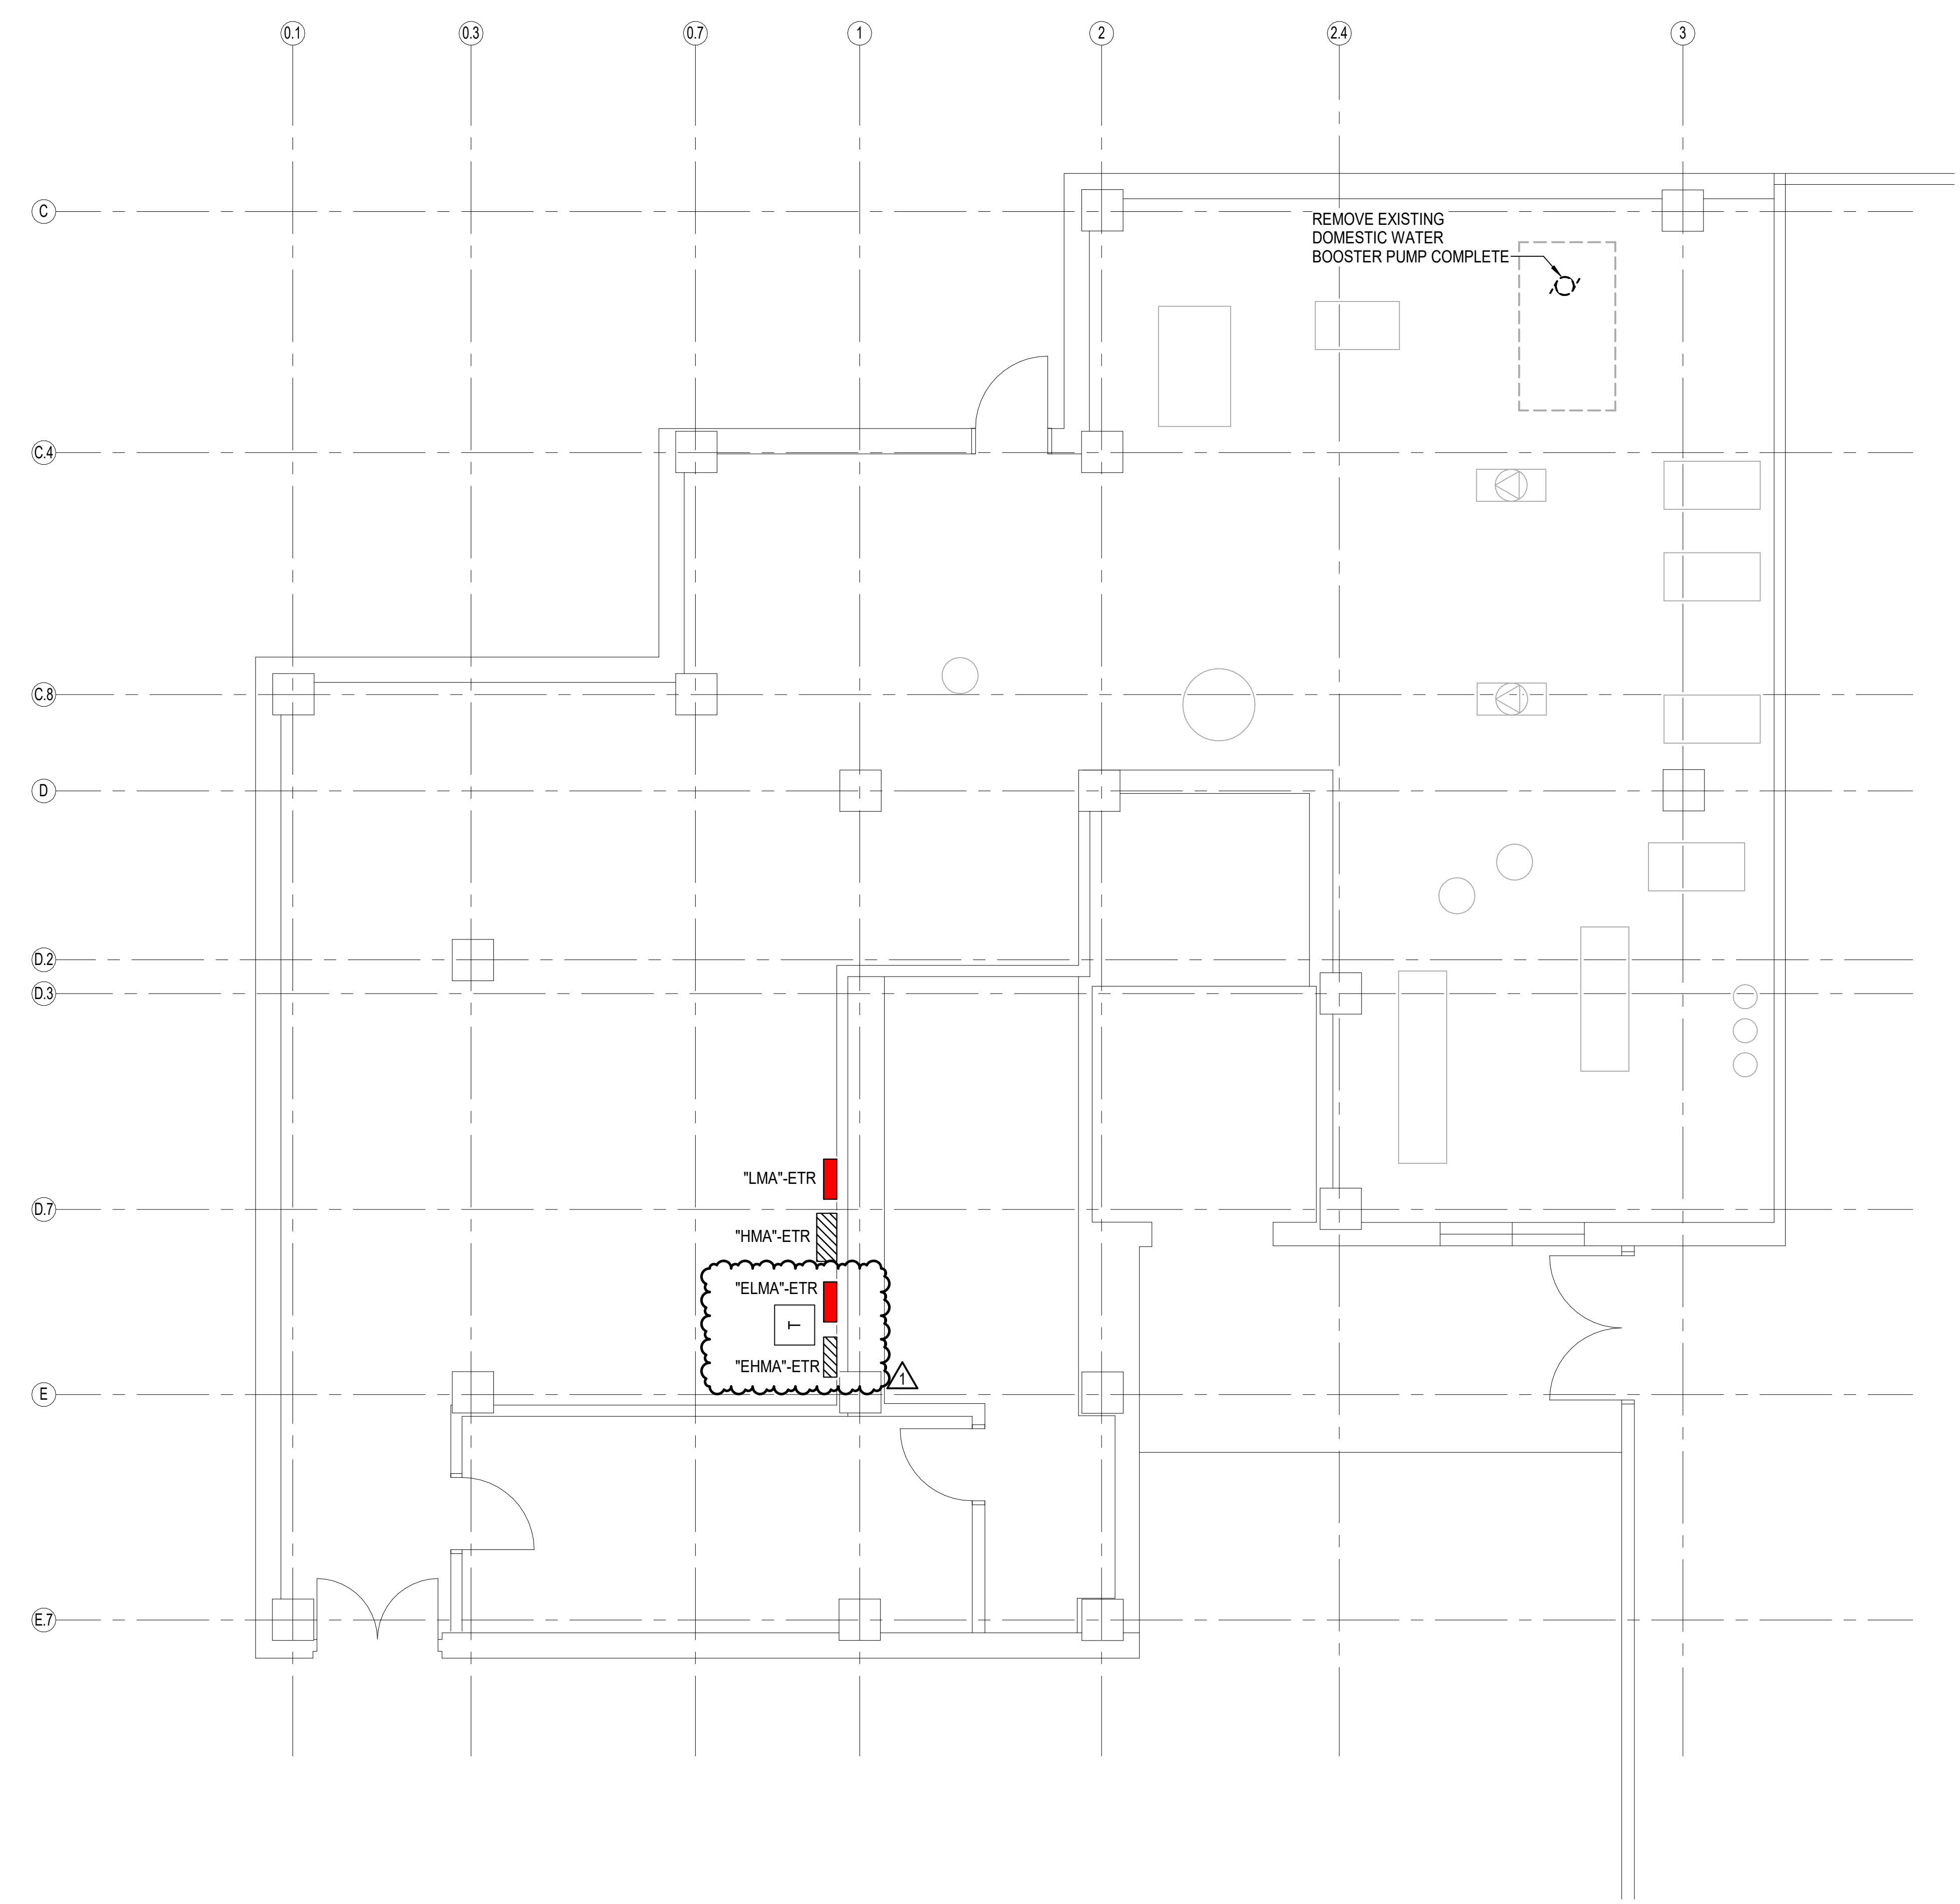 0.1
0.3
0.7
1
2
2.4
3
C
REMOVE EXISTING
DOMESTIC WATER
BOOSTER PUMP COMPLETE
C.4
C.8
D
D.2
D.3
"LMA"-ETR
D.7
"HMA"-ETR
"ELMA"-ETR
T
"EHMA"-ETR
1
E
E.7